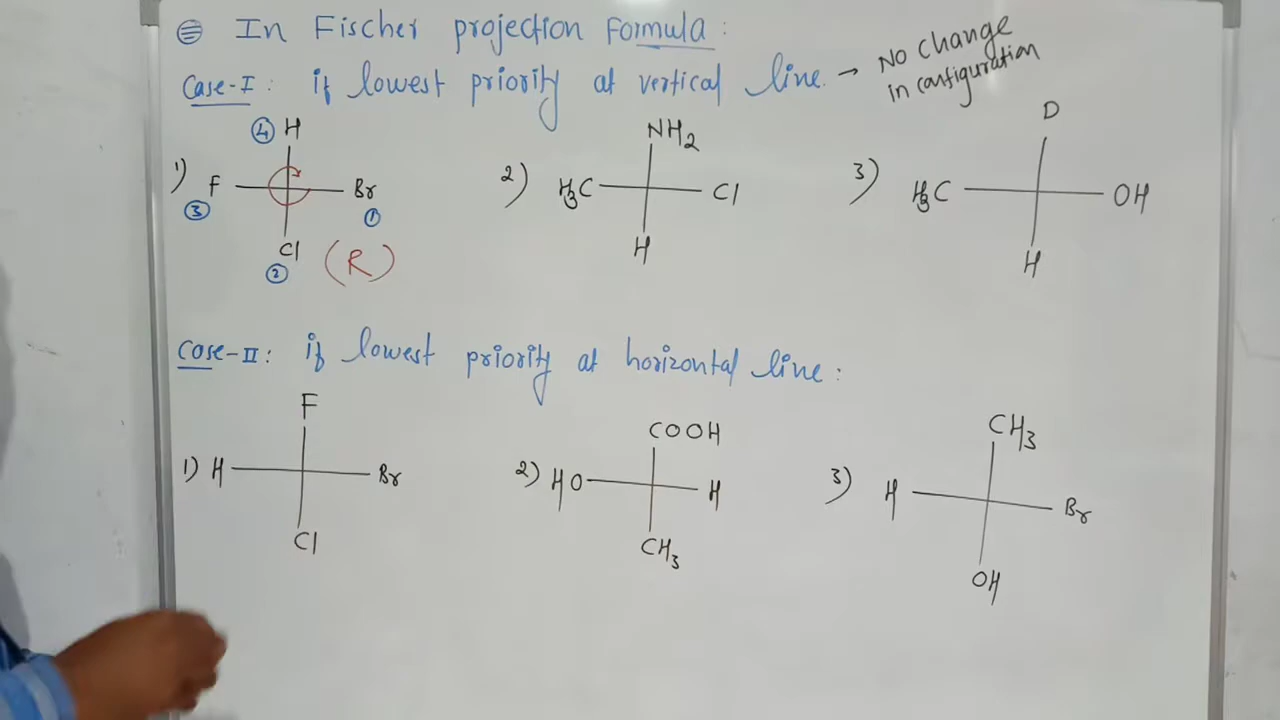 In Fischer projection Formula:
Case-I: if lowest priority at vertical line. → No change in configuration
1) H ④ F ③ Br ① Cl ② (R)
2) NH₂ H₃C Cl H
3) D H₃C OH H
Case-II: if lowest priority at horizontal line:
1) F H Br Cl
2) COOH HO H CH₃
3) CH₃ H Br OH